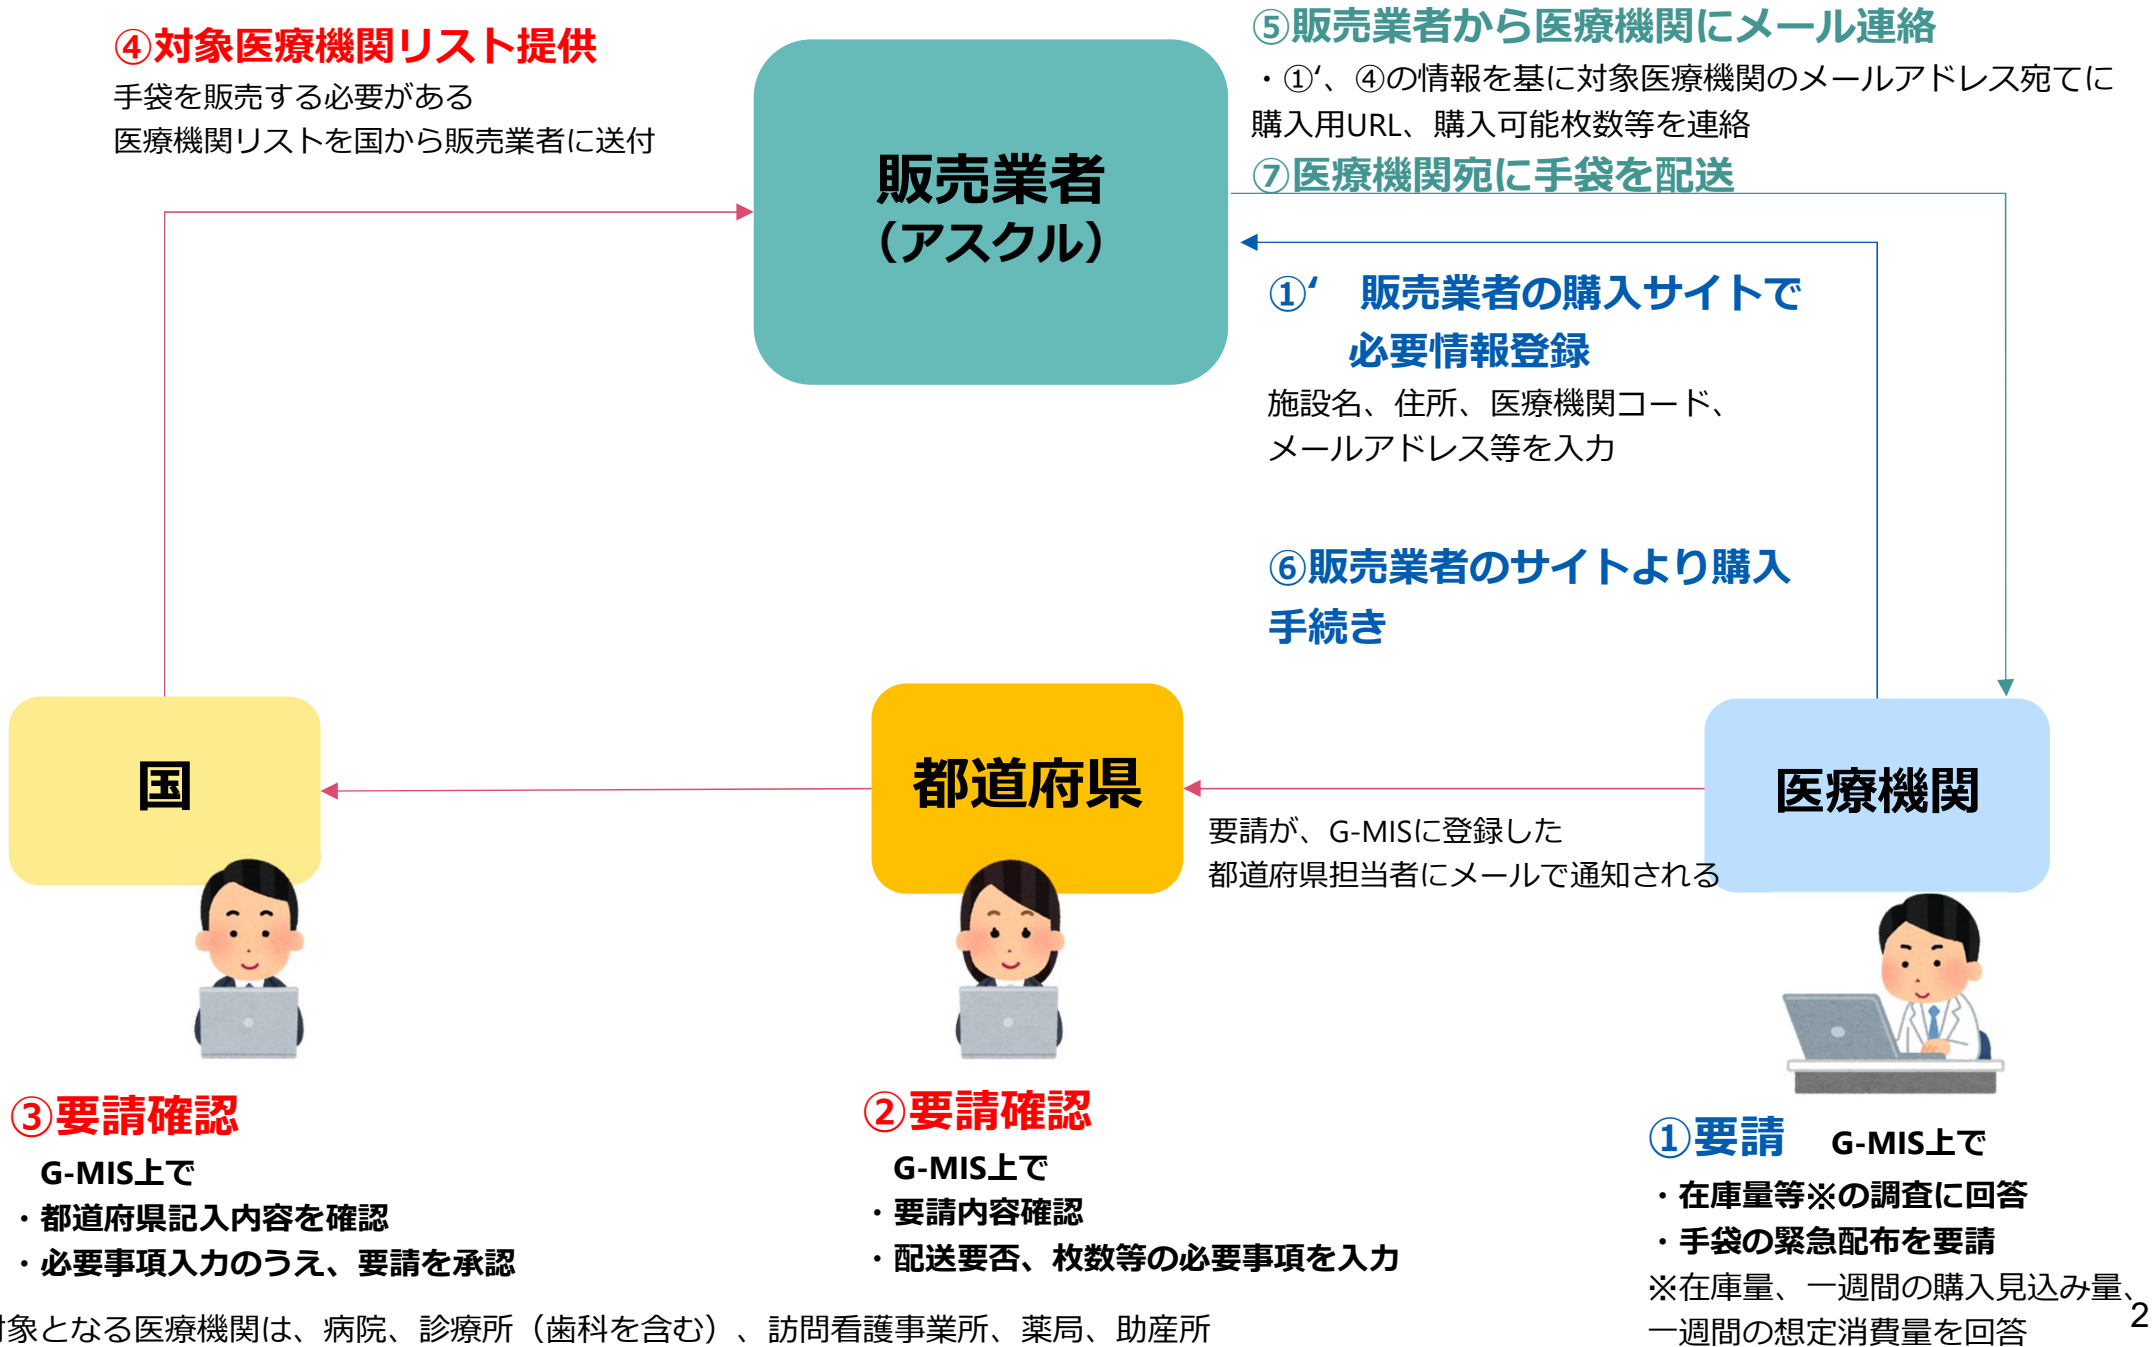 ④対象医療機関リスト提供
手袋を販売する必要がある
医療機関リストを国から販売業者に送付
販売業者
（アスクル）
⑤販売業者から医療機関にメール連絡
・①‘、④の情報を基に対象医療機関のメールアドレス宛てに
購入用URL、購入可能枚数等を連絡
⑦医療機関宛に手袋を配送
①‘　販売業者の購入サイトで
必要情報登録
施設名、住所、医療機関コード、
メールアドレス等を入力
⑥販売業者のサイトより購入
手続き
国
都道府県
医療機関
要請が、G-MISに登録した
都道府県担当者にメールで通知される
③要請確認
G-MIS上で
・都道府県記入内容を確認
・必要事項入力のうえ、要請を承認
②要請確認
G-MIS上で
・要請内容確認
・配送要否、枚数等の必要事項を入力
①要請　G-MIS上で
・在庫量等※の調査に回答
・手袋の緊急配布を要請
※在庫量、一週間の購入見込み量、
一週間の想定消費量を回答
対象となる医療機関は、病院、診療所（歯科を含む）、訪問看護事業所、薬局、助産所
2